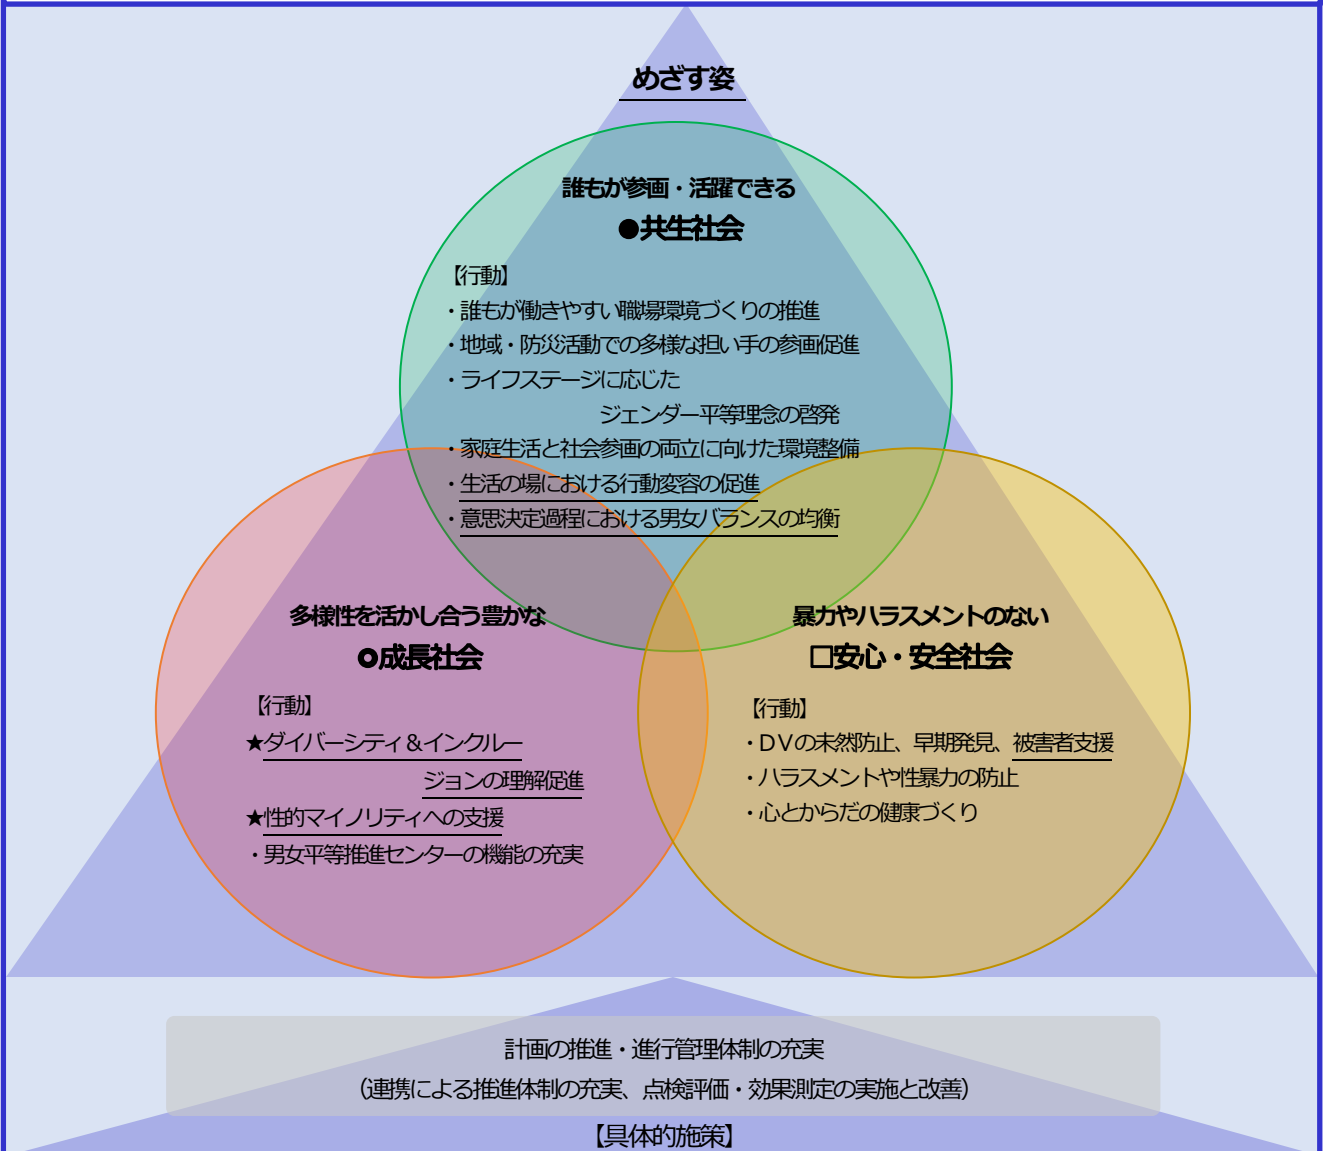 めざす姿
誰もが参画・活躍できる
●共生社会
【行動】
・誰もが働きやすい職場環境づくりの推進
・地域・防災活動での多様な担い手の参画促進
・ライフステージに応じた
ジェンダー平等理念の啓発
・家庭生活と社会参画の両立に向けた環境整備
・生活の場における行動変容の促進
・意思決定過程における男女バランスの均衡
多様性を活かし合う豊かな
◎成長社会
【行動】
★ダイバーシティ＆インクルー
ジョンの理解促進
★性的マイノリティへの支援
・男女平等推進センターの機能の充実
暴力やハラスメントのない
□安心・安全社会
【行動】
・ＤＶの未然防止、早期発見、被害者支援
・ハラスメントや性暴力の防止
・心とからだの健康づくり
計画の推進・進行管理体制の充実
（連携による推進体制の充実、点検評価・効果測定の実施と改善）
【具体的施策】